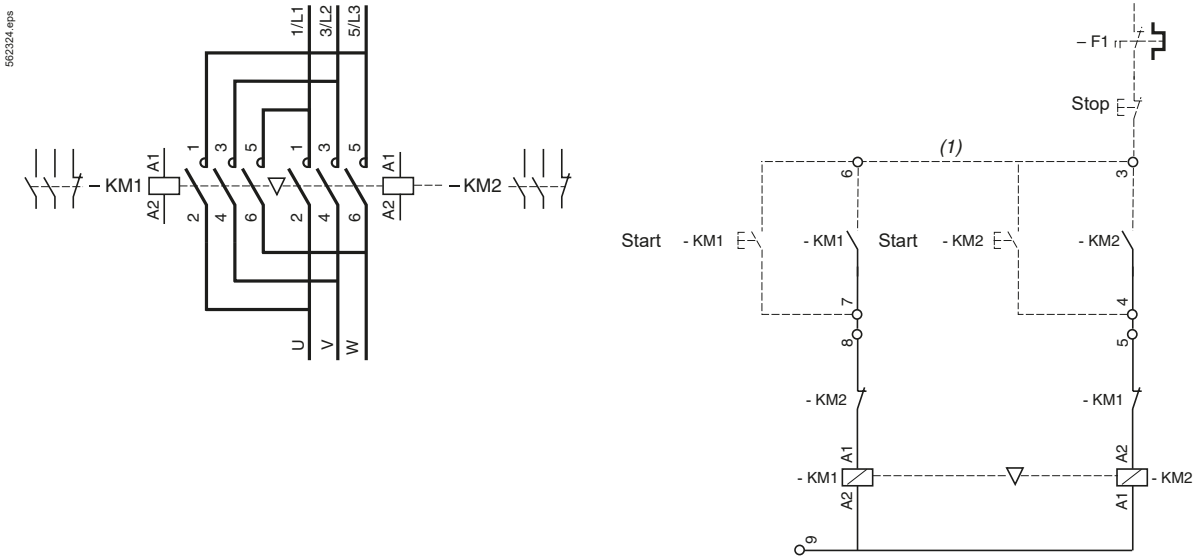 562324.eps
1/L1 3/L2 5/L3
1 3 5 1 3 5
– KM1 A1 A2
A1 A2 – KM2
2 4 6 2 4 6
U V W
– F1
Stop
(1)
6 3
Start - KM1 - KM1 Start - KM2 - KM2
7 4
8 5
- KM2 - KM1
A1 A2
- KM1 - KM2
A2 A1
9